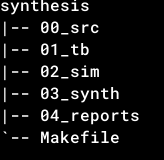 synthesis
|-- 00_src
|-- 01_tb
|-- 02_sim
|-- 03_synth
|-- 04_reports
`-- Makefile